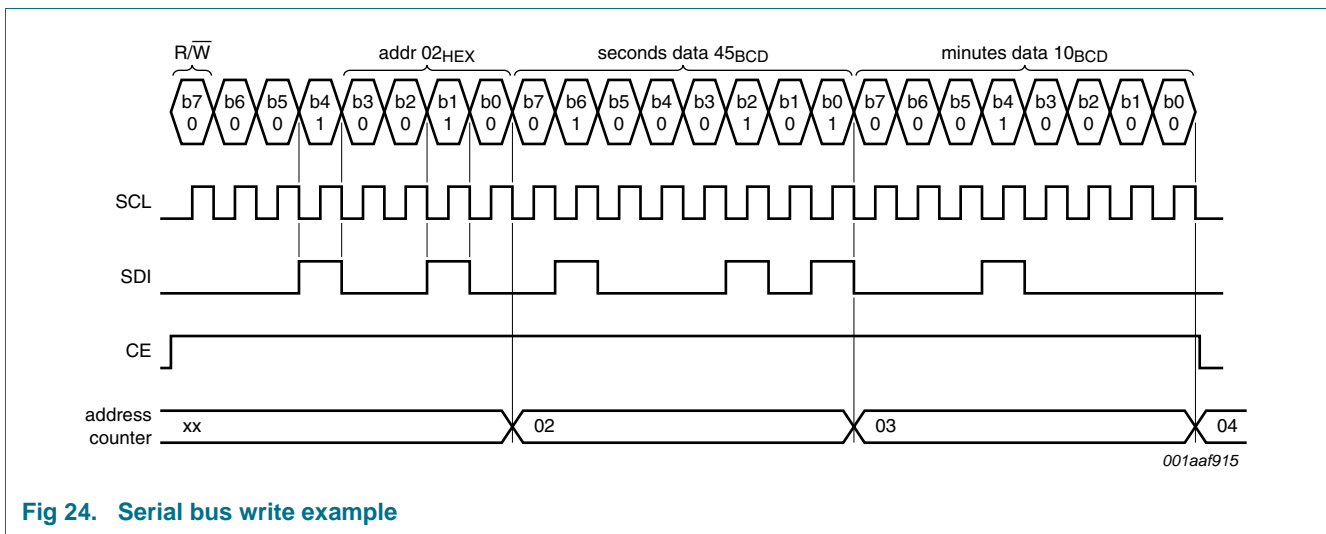 R/W addr 02HEX seconds data 45BCD minutes data 10BCD
b7 b6 b5 b4 b3 b2 b1 b0 b7 b6 b5 b4 b3 b2 b1 b0 b7 b6 b5 b4 b3 b2 b1 b0
0 0 0 1 0 0 1 0 0 1 0 0 0 1 0 1 0 0 0 1 0 0 0 0
SCL
SDI
CE
address
counter
xx 02 03 04
001aaf915
Fig 24. Serial bus write example